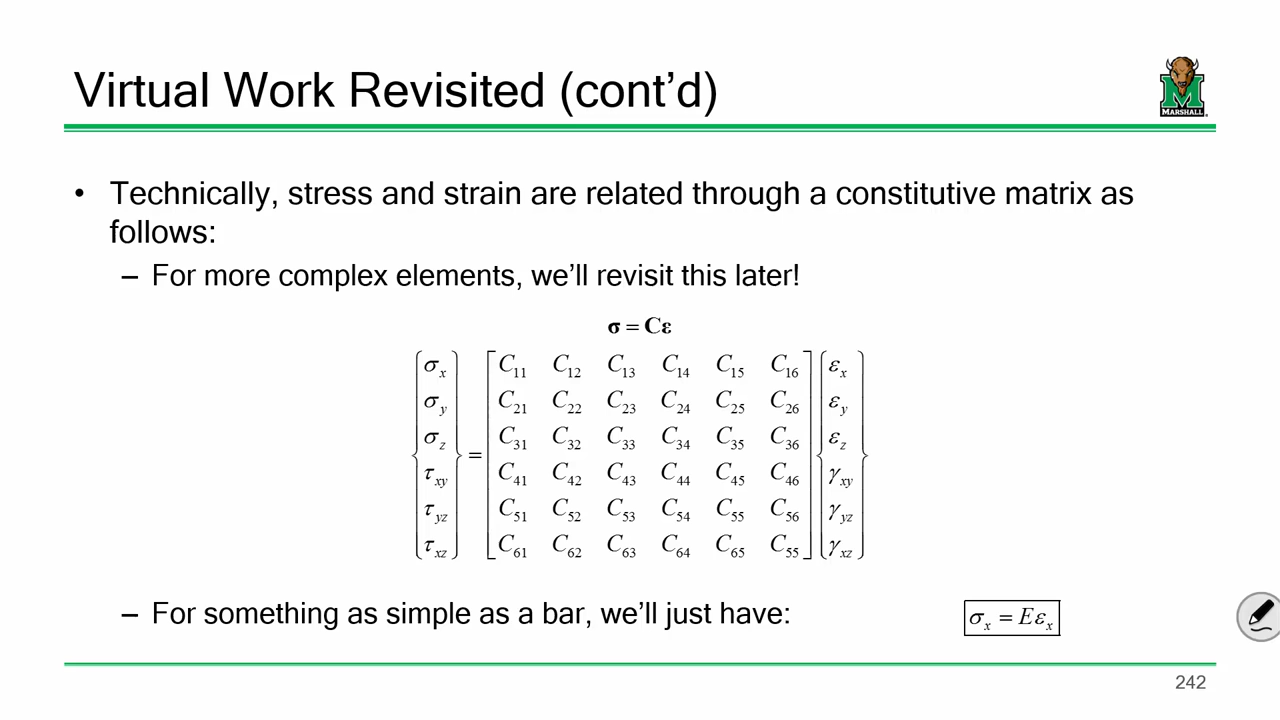 Virtual Work Revisited (cont’d)
MARSHALL
• Technically, stress and strain are related through a constitutive matrix as
follows:
– For more complex elements, we’ll revisit this later!
σ = Cε
σx C11 C12 C13 C14 C15 C16 εx
σy C21 C22 C23 C24 C25 C26 εy
σz C31 C32 C33 C34 C35 C36 εz
τxy = C41 C42 C43 C44 C45 C46 γxy
τyz C51 C52 C53 C54 C55 C56 γyz
τxz C61 C62 C63 C64 C65 C55 γxz
– For something as simple as a bar, we’ll just have: σx = Eεx
242